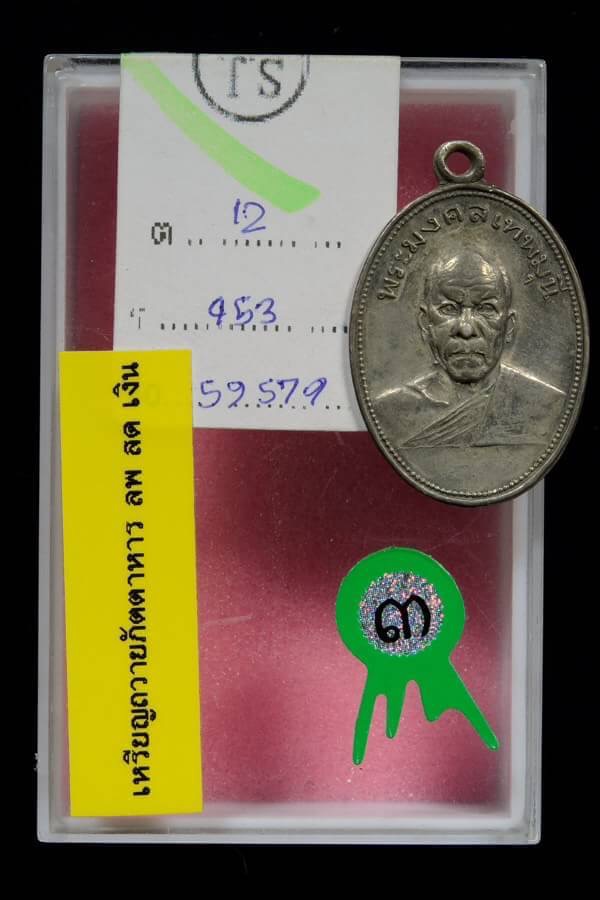 TS
ต 12
453
59579
พระมงคลเทพมุนี
เหรียญถวายภัตตาหาร ลพ สด เงิน
๓